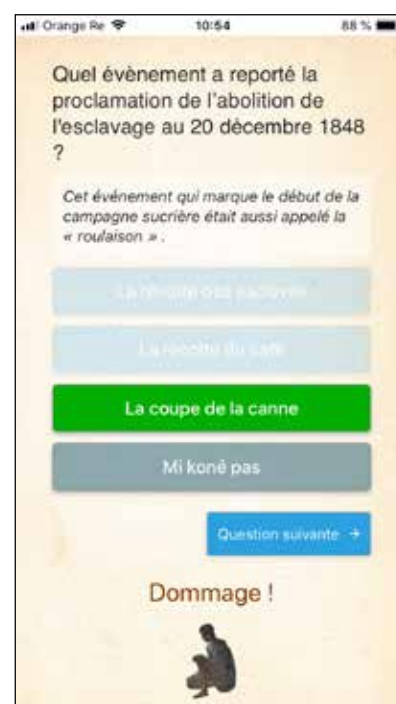 Orange Re 10:54 88 %
Quel évènement a reporté la
proclamation de l'abolition de
l'esclavage au 20 décembre 1848
?
Cet événement qui marque le début de la
campagne sucrière était aussi appelé la
« roulaison » .
La récolte du café
La coupe de la canne
Mi koné pas
Question suivante →
Dommage !